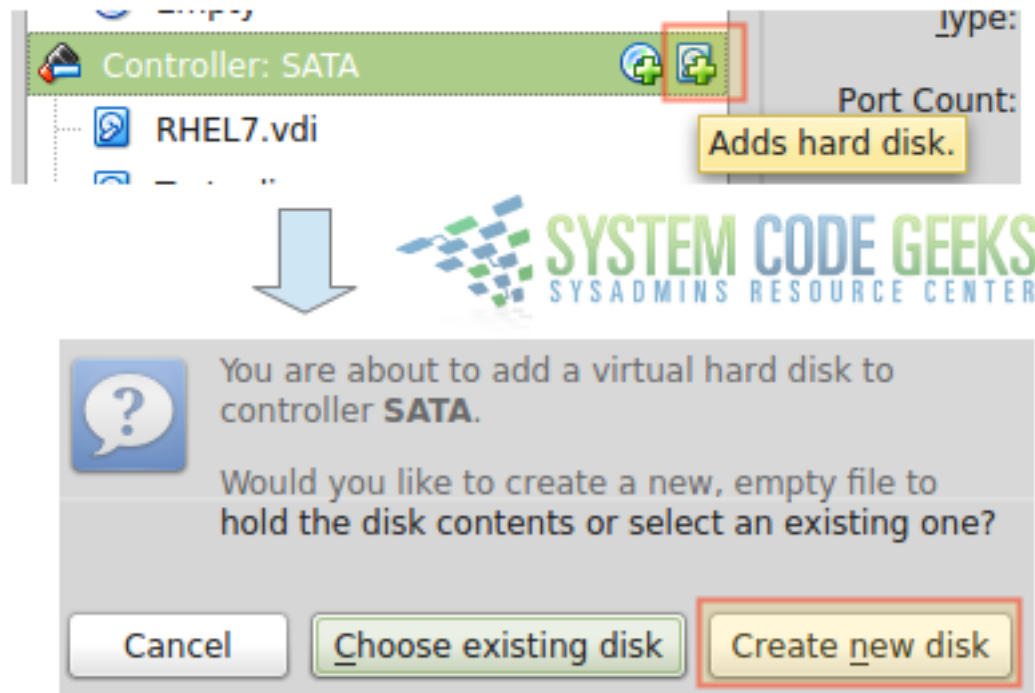 Type:
Controller: SATA
Port Count:
RHEL7.vdi
Adds hard disk.
SYSTEM CODE GEEKS
SYSADMINS RESOURCE CENTER
You are about to add a virtual hard disk to
controller SATA.
Would you like to create a new, empty file to
hold the disk contents or select an existing one?
Cancel
Choose existing disk
Create new disk